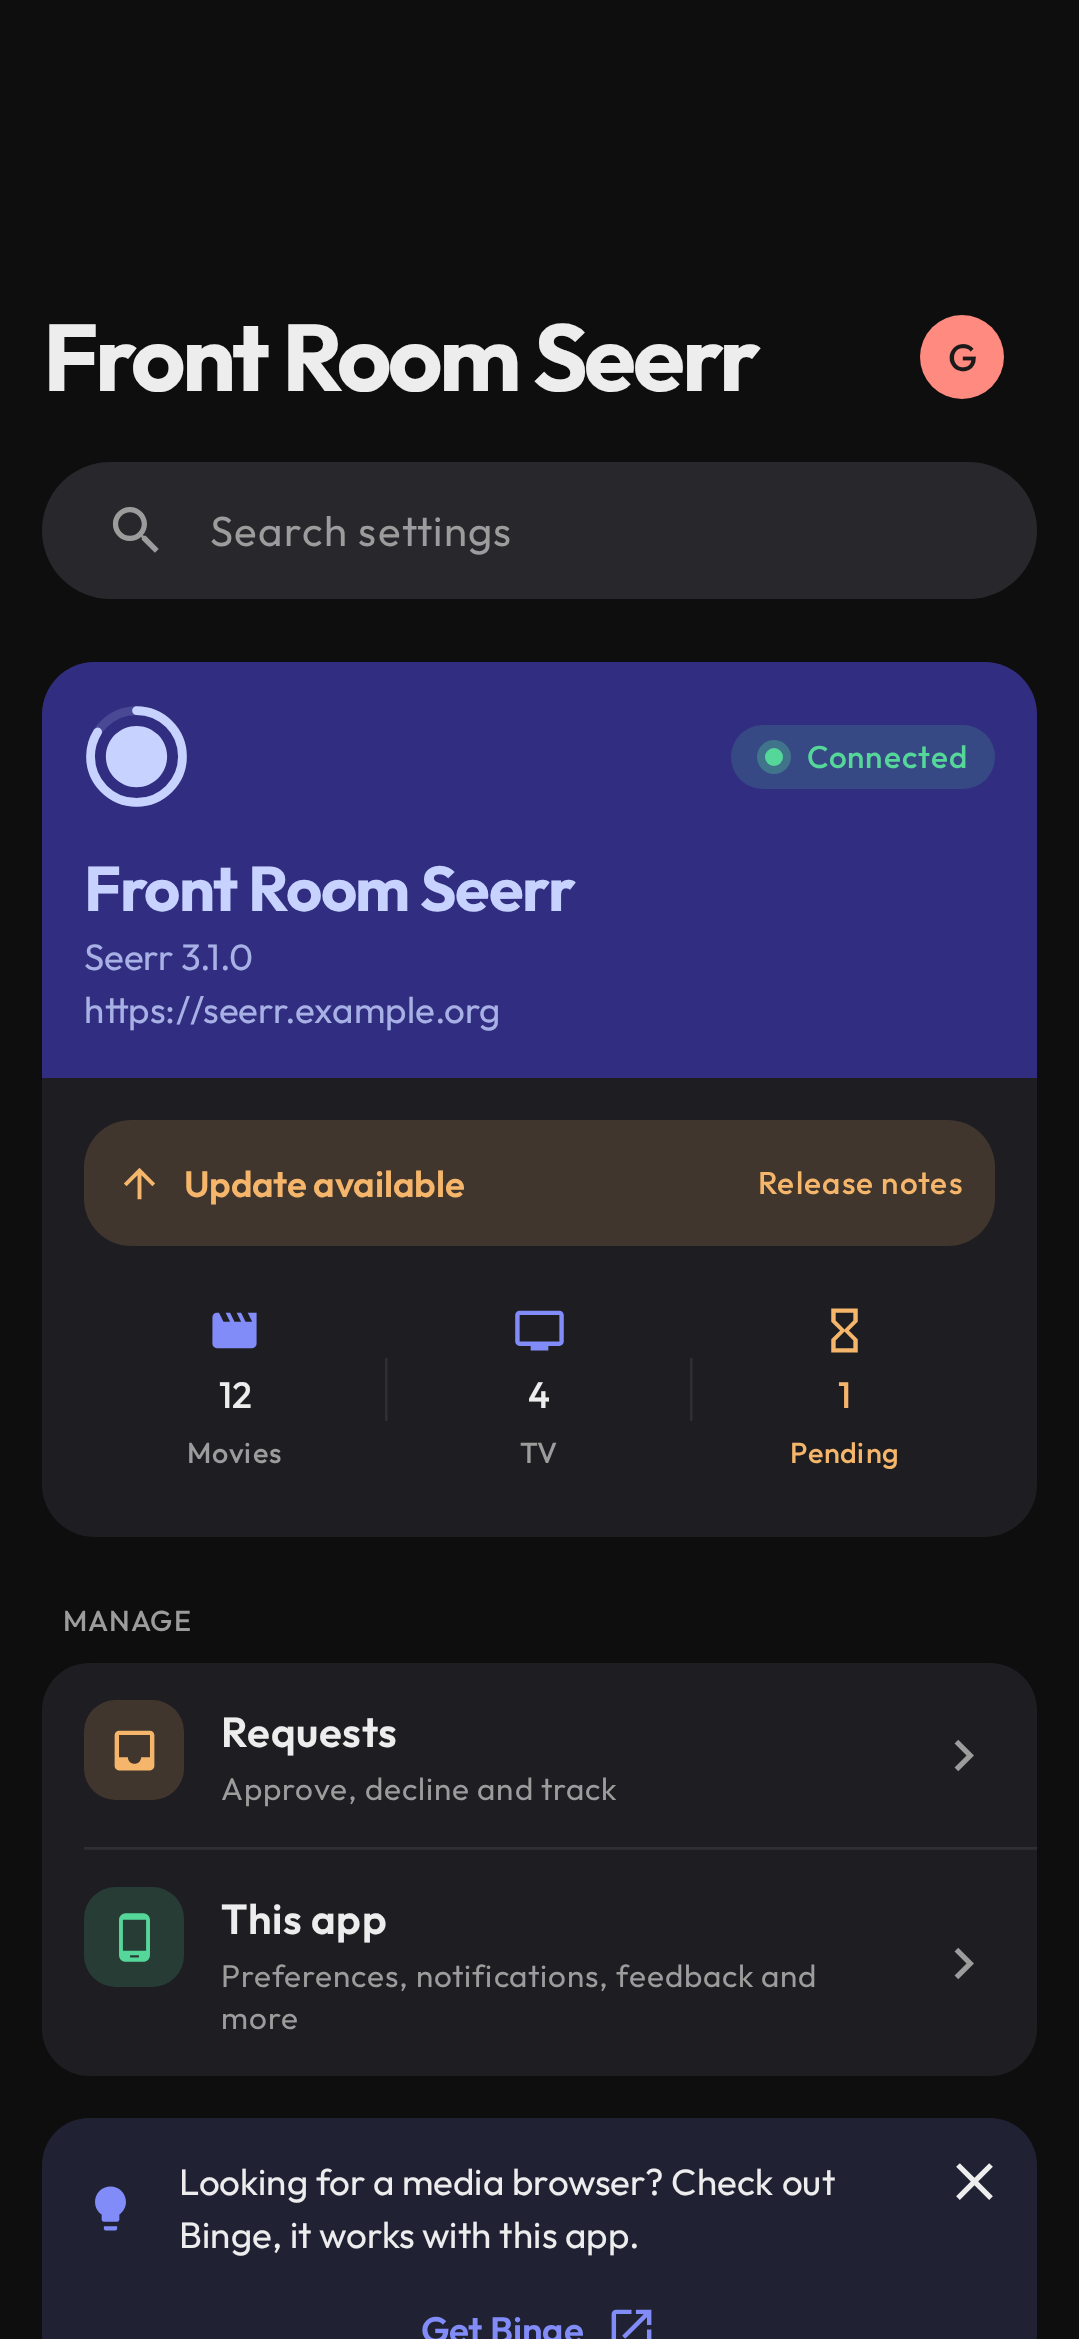 Front Room Seerr
G
Search settings
Connected
Front Room Seerr
Seerr 3.1.0
https://seerr.example.org
Update available
Release notes
12
4
1
Movies
TV
Pending
MANAGE
Requests
Approve, decline and track
This app
Preferences, notifications, feedback and
more
Looking for a media browser? Check out
Binge, it works with this app.
Get Binge